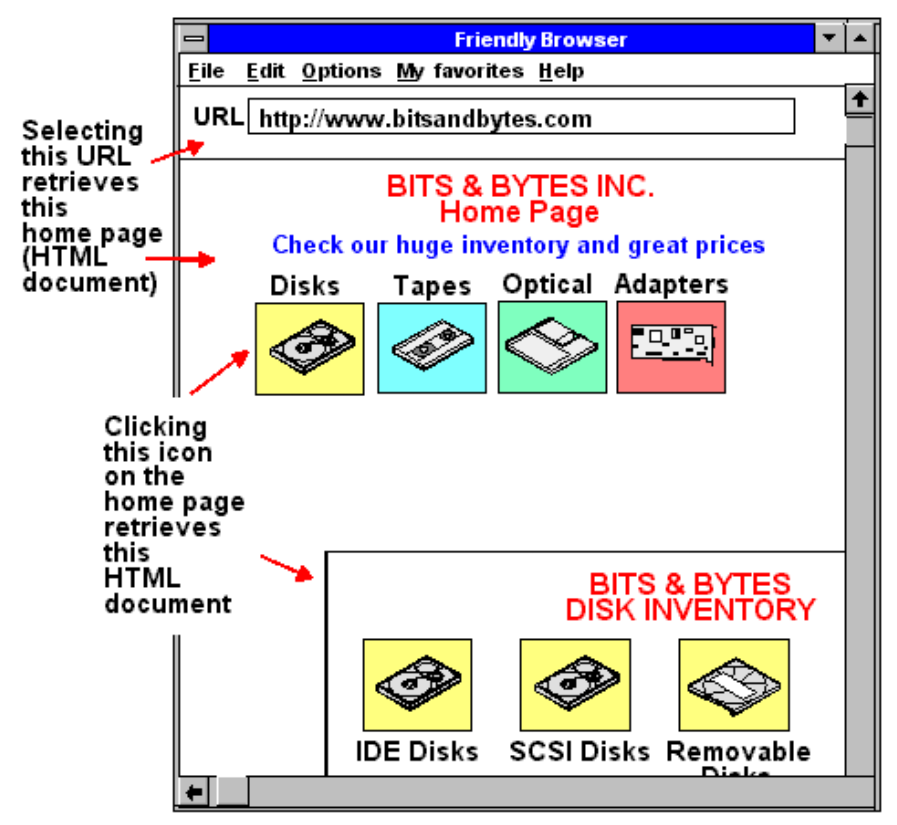 Friendly Browser
File Edit Options My favorites Help
URL http://www.bitsandbytes.com
Selecting
this URL
retrieves
this
home page
(HTML
document)
BITS & BYTES INC.
Home Page
Check our huge inventory and great prices
Disks Tapes Optical Adapters
Clicking
this icon
on the
home page
retrieves
this
HTML
document
BITS & BYTES
DISK INVENTORY
IDE Disks SCSI Disks Removable
Disks